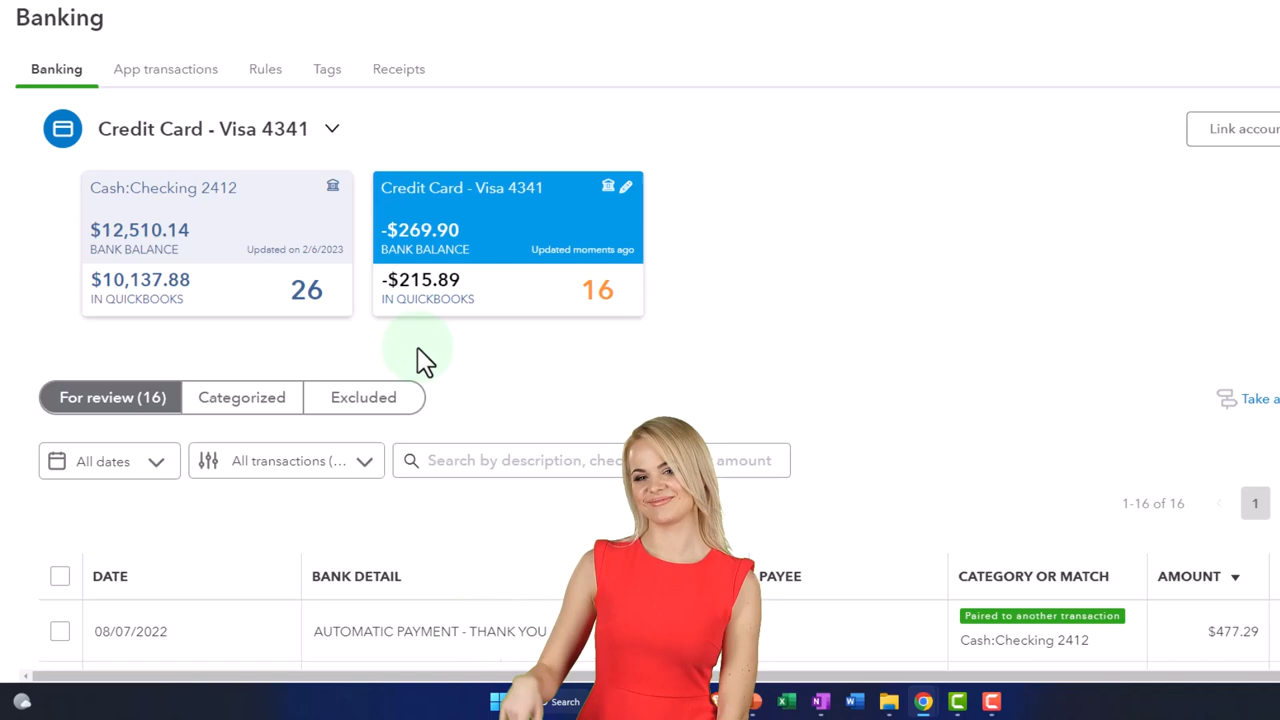 Banking
Banking App transactions Rules Tags Receipts
Credit Card - Visa 4341
Link accou
Cash:Checking 2412
$12,510.14
BANK BALANCE Updated on 2/6/2023
$10,137.88
IN QUICKBOOKS
26
Credit Card - Visa 4341
-$269.90
BANK BALANCE Updated moments ago
-$215.89
IN QUICKBOOKS
16
For review (16) Categorized Excluded
Take a
All dates All transactions (... Search by description, chec amount
1-16 of 16 < 1
DATE BANK DETAIL PAYEE CATEGORY OR MATCH AMOUNT
08/07/2022 AUTOMATIC PAYMENT - THANK YOU
Paired to another transaction
Cash:Checking 2412
$477.29
Search